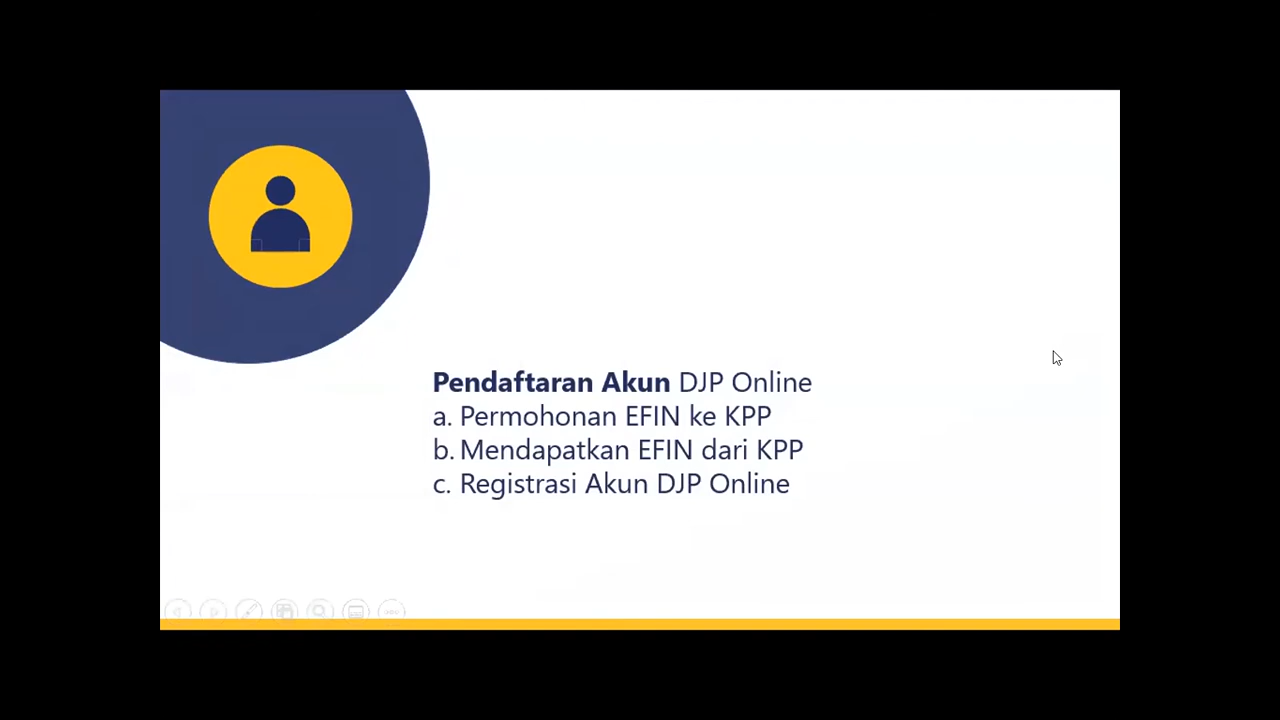 Pendaftaran Akun DJP Online
a. Permohonan EFIN ke KPP
b. Mendapatkan EFIN dari KPP
c. Registrasi Akun DJP Online